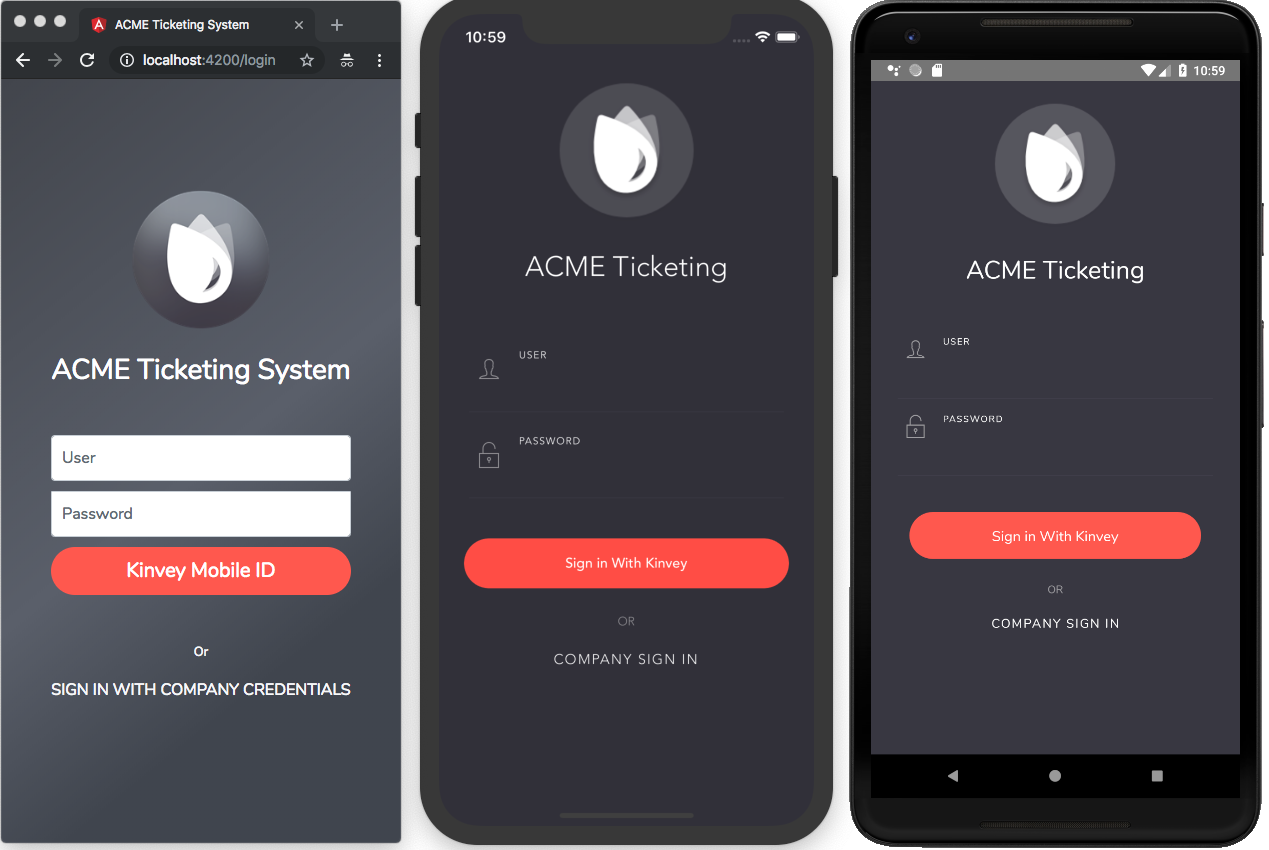 ACME Ticketing System
localhost:4200/login
ACME Ticketing System
User
Password
Kinvey Mobile ID
Or
SIGN IN WITH COMPANY CREDENTIALS
10:59
ACME Ticketing
USER
PASSWORD
Sign in With Kinvey
OR
COMPANY SIGN IN
10:59
ACME Ticketing
USER
PASSWORD
Sign in With Kinvey
OR
COMPANY SIGN IN